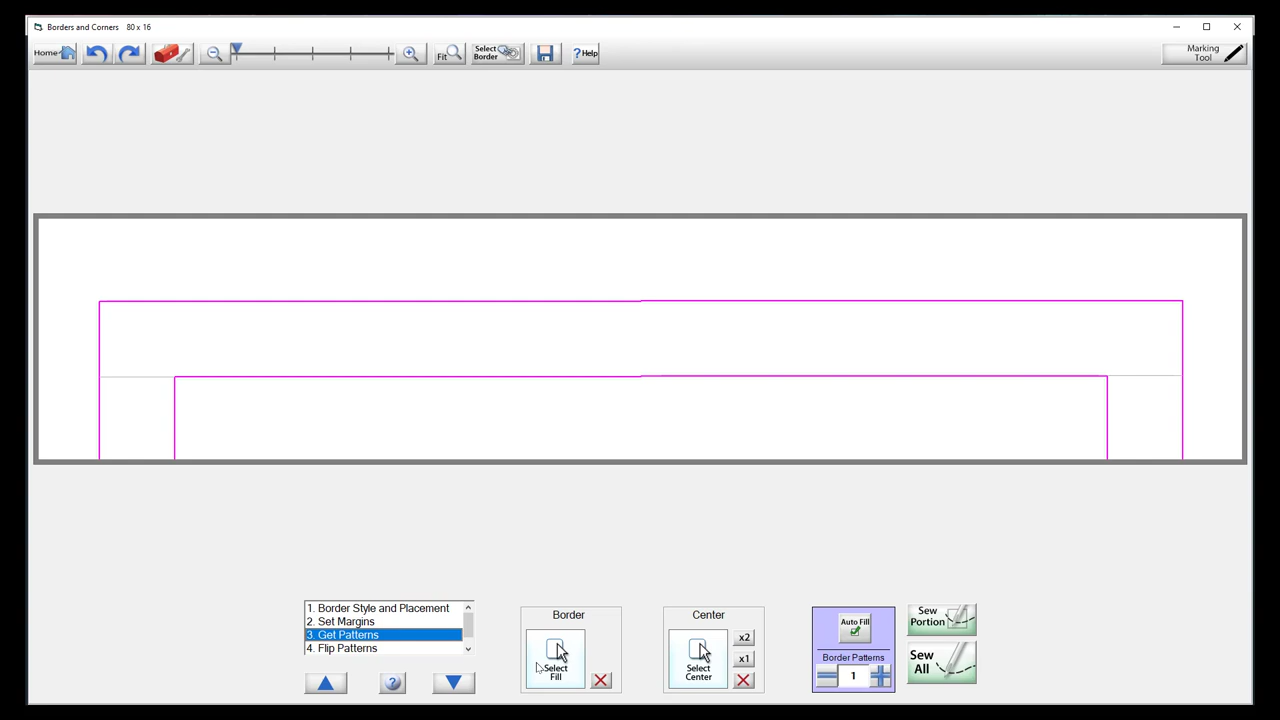 Borders and Corners 80 x 16
Home
Fit
Select Border
?Help
Marking Tool
1. Border Style and Placement
2. Set Margins
3. Get Patterns
4. Flip Patterns
Border
Select
Fill
Center
Select
Center
x2
x1
Auto Fill
Border Patterns
1
Sew
Portion
Sew
All